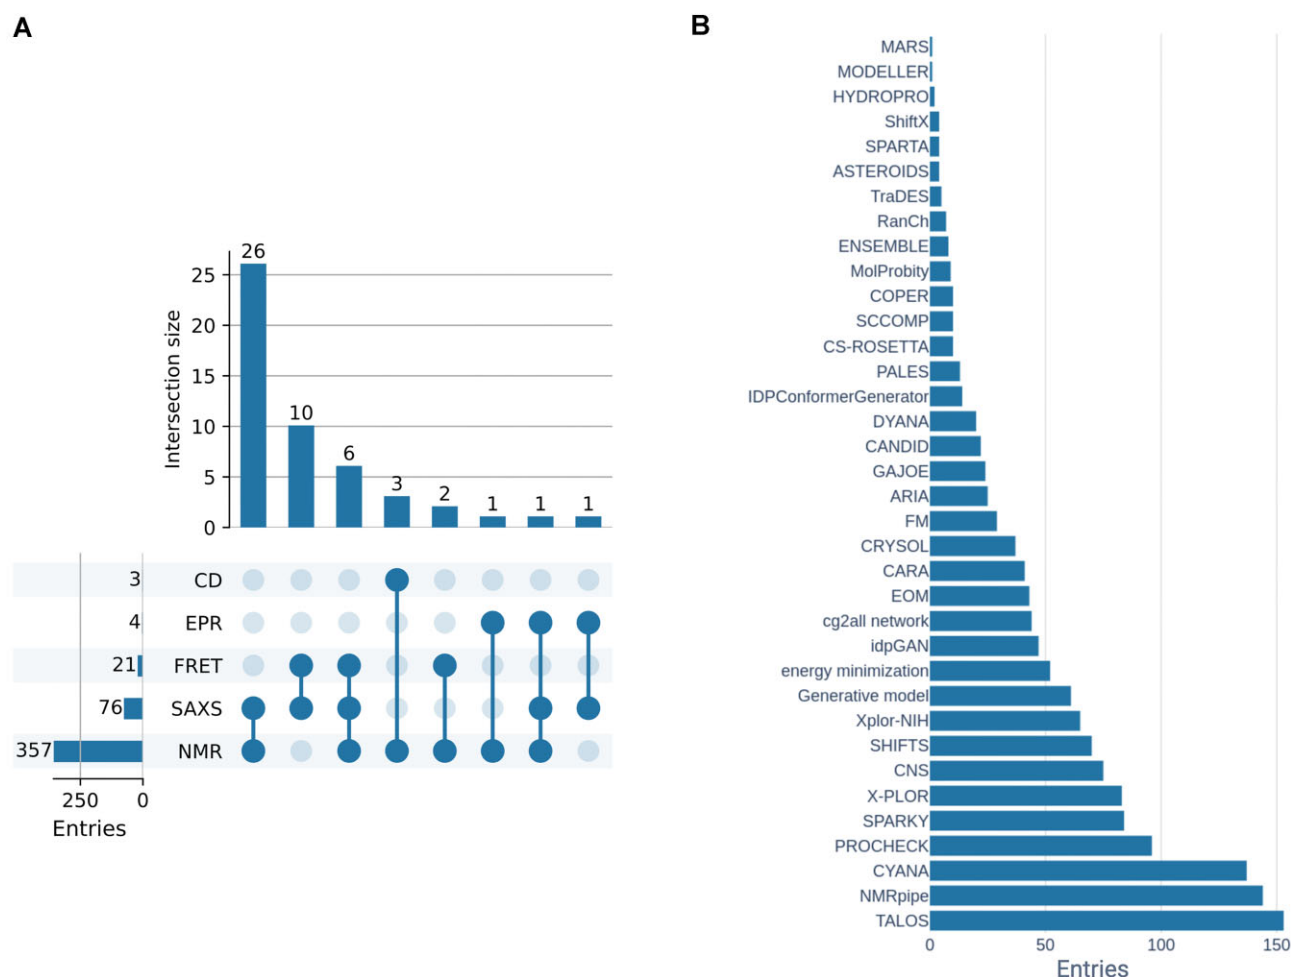 A
26
25
20
15
10
5
0
Intersection size
10
6
3
2
1
1
1
3 CD
4 EPR
21 FRET
76 SAXS
357 NMR
250 0
Entries
B
MARS
MODELLER
HYDROPRO
ShiftX
SPARTA
ASTEROIDS
TraDES
RanCh
ENSEMBLE
MolProbity
COPER
SCCOMP
CS-ROSETTA
PALES
IDPConformerGenerator
DYANA
CANDID
GAJOE
ARIA
FM
CRYSOL
CARA
EOM
cg2all network
idpGAN
energy minimization
Generative model
Xplor-NIH
SHIFTS
CNS
X-PLOR
SPARKY
PROCHECK
CYANA
NMRpipe
TALOS
0 50 100 150
Entries